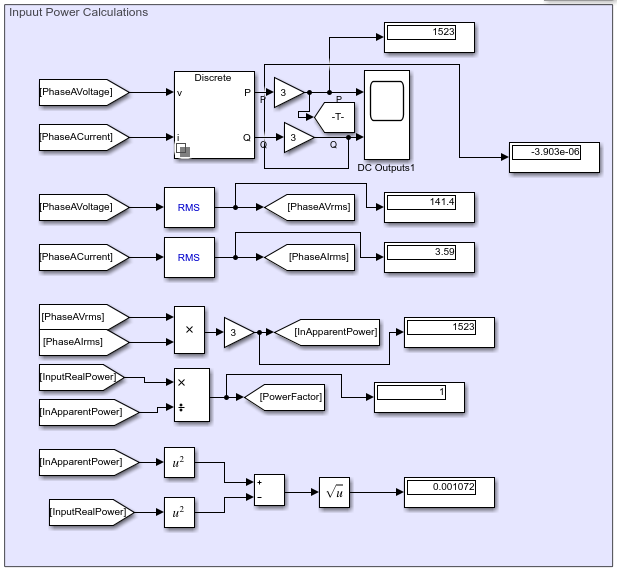 Inpuut Power Calculations
1523
Discrete
[PhaseAVoltage]
v
P
3
P
P
-T-
[PhaseACurrent]
i
Q
3
Q
Q
DC Outputs1
-3.903e-06
[PhaseAVoltage]
RMS
[PhaseAVrms]
141.4
[PhaseACurrent]
RMS
[PhaseAIrms]
3.59
[PhaseAVrms]
[PhaseAIrms]
×
3
[InApparentPower]
1523
[InputRealPower]
[InApparentPower]
×
÷
[PowerFactor]
1
[InApparentPower]
u²
[InputRealPower]
u²
+
−
√u
0.001072